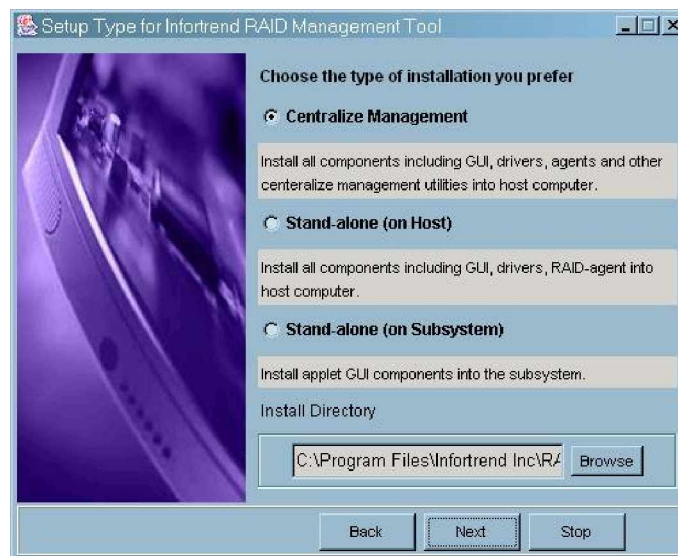 Setup Type for Infortrend RAID Management Tool
Choose the type of installation you prefer
Centralize Management
Install all components including GUI, drivers, agents and other
centeralize management utilities into host computer.
Stand-alone (on Host)
Install all components including GUI, drivers, RAID-agent into
host computer.
Stand-alone (on Subsystem)
Install applet GUI components into the subsystem.
Install Directory
C:\Program Files\Infortrend Inc\RA
Browse
Back
Next
Stop